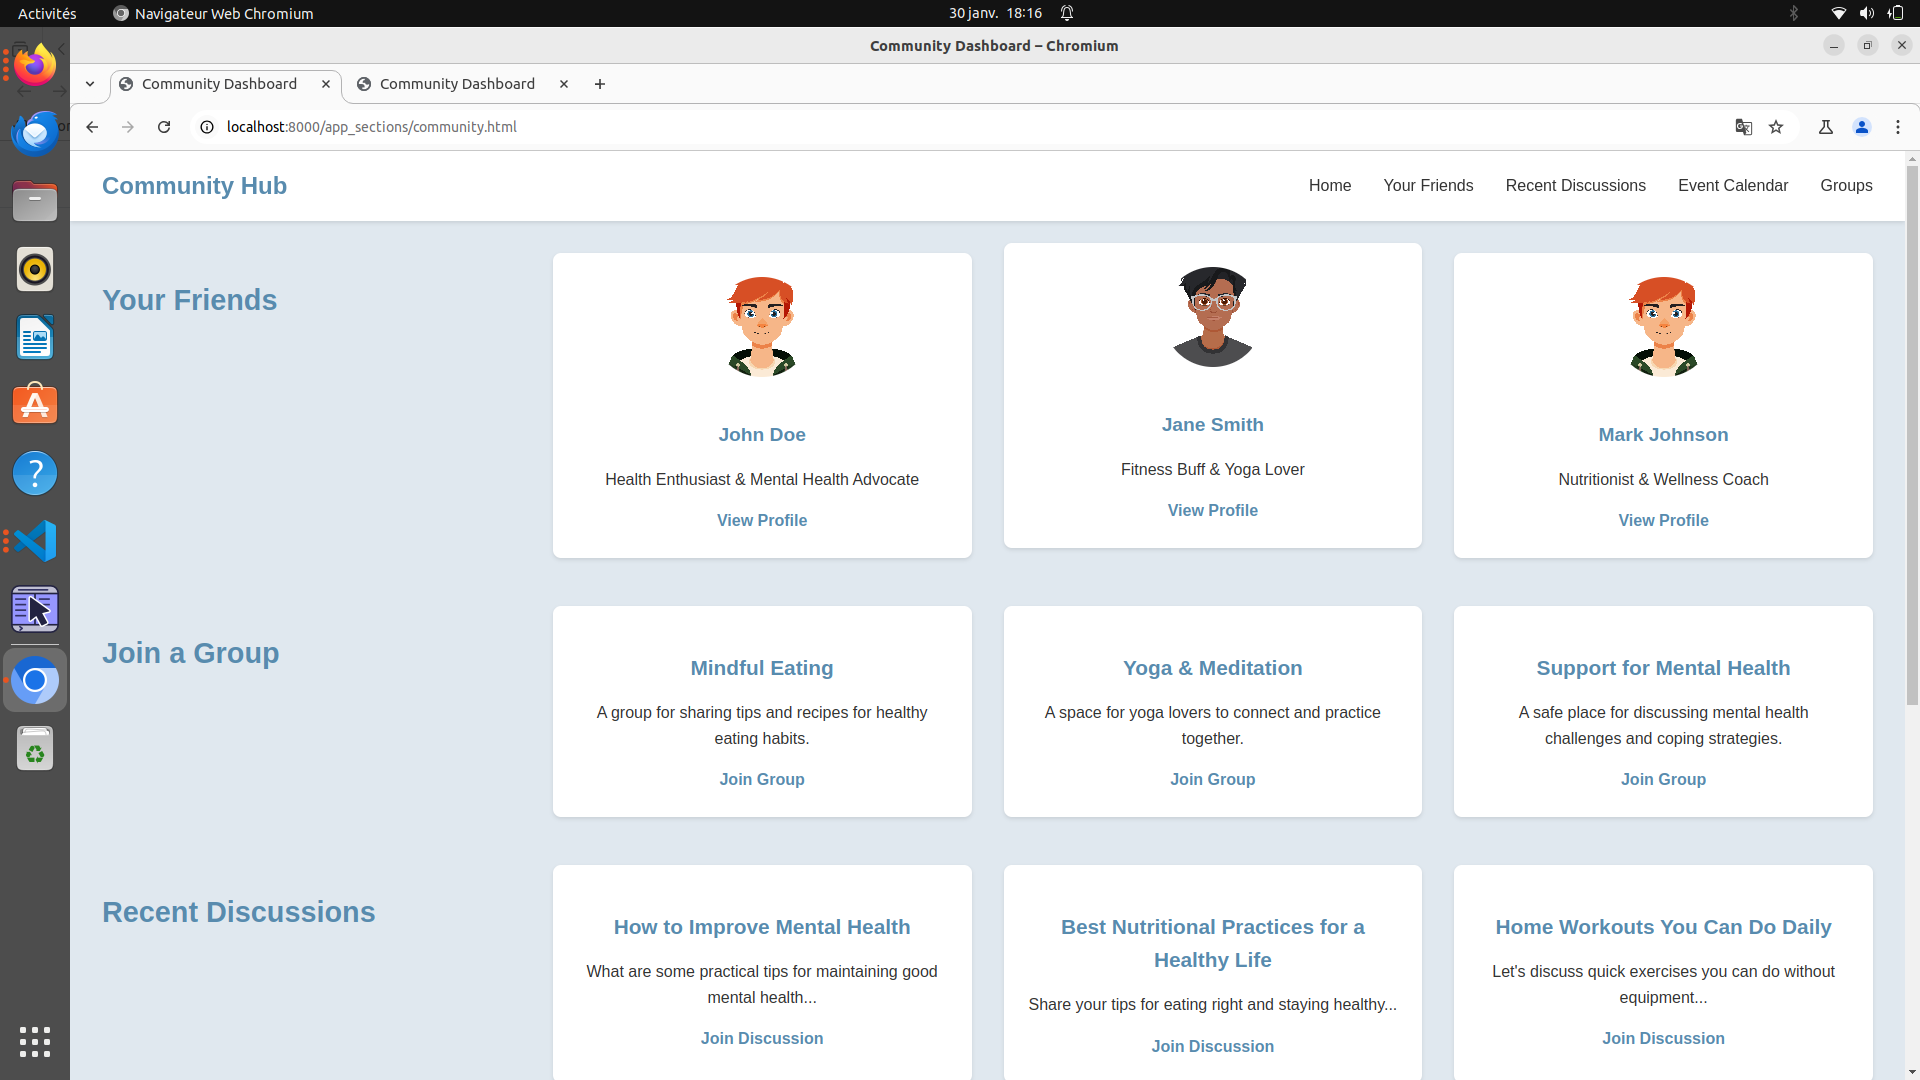 Activités
Navigateur Web Chromium
30 janv. 18:16
Community Dashboard – Chromium
Community Dashboard
Community Dashboard
localhost:8000/app_sections/community.html
Community Hub
Home
Your Friends
Recent Discussions
Event Calendar
Groups
Your Friends
John Doe
Health Enthusiast & Mental Health Advocate
View Profile
Jane Smith
Fitness Buff & Yoga Lover
View Profile
Mark Johnson
Nutritionist & Wellness Coach
View Profile
Join a Group
Mindful Eating
A group for sharing tips and recipes for healthy
eating habits.
Join Group
Yoga & Meditation
A space for yoga lovers to connect and practice
together.
Join Group
Support for Mental Health
A safe place for discussing mental health
challenges and coping strategies.
Join Group
Recent Discussions
How to Improve Mental Health
What are some practical tips for maintaining good
mental health...
Join Discussion
Best Nutritional Practices for a
Healthy Life
Share your tips for eating right and staying healthy...
Join Discussion
Home Workouts You Can Do Daily
Let's discuss quick exercises you can do without
equipment...
Join Discussion